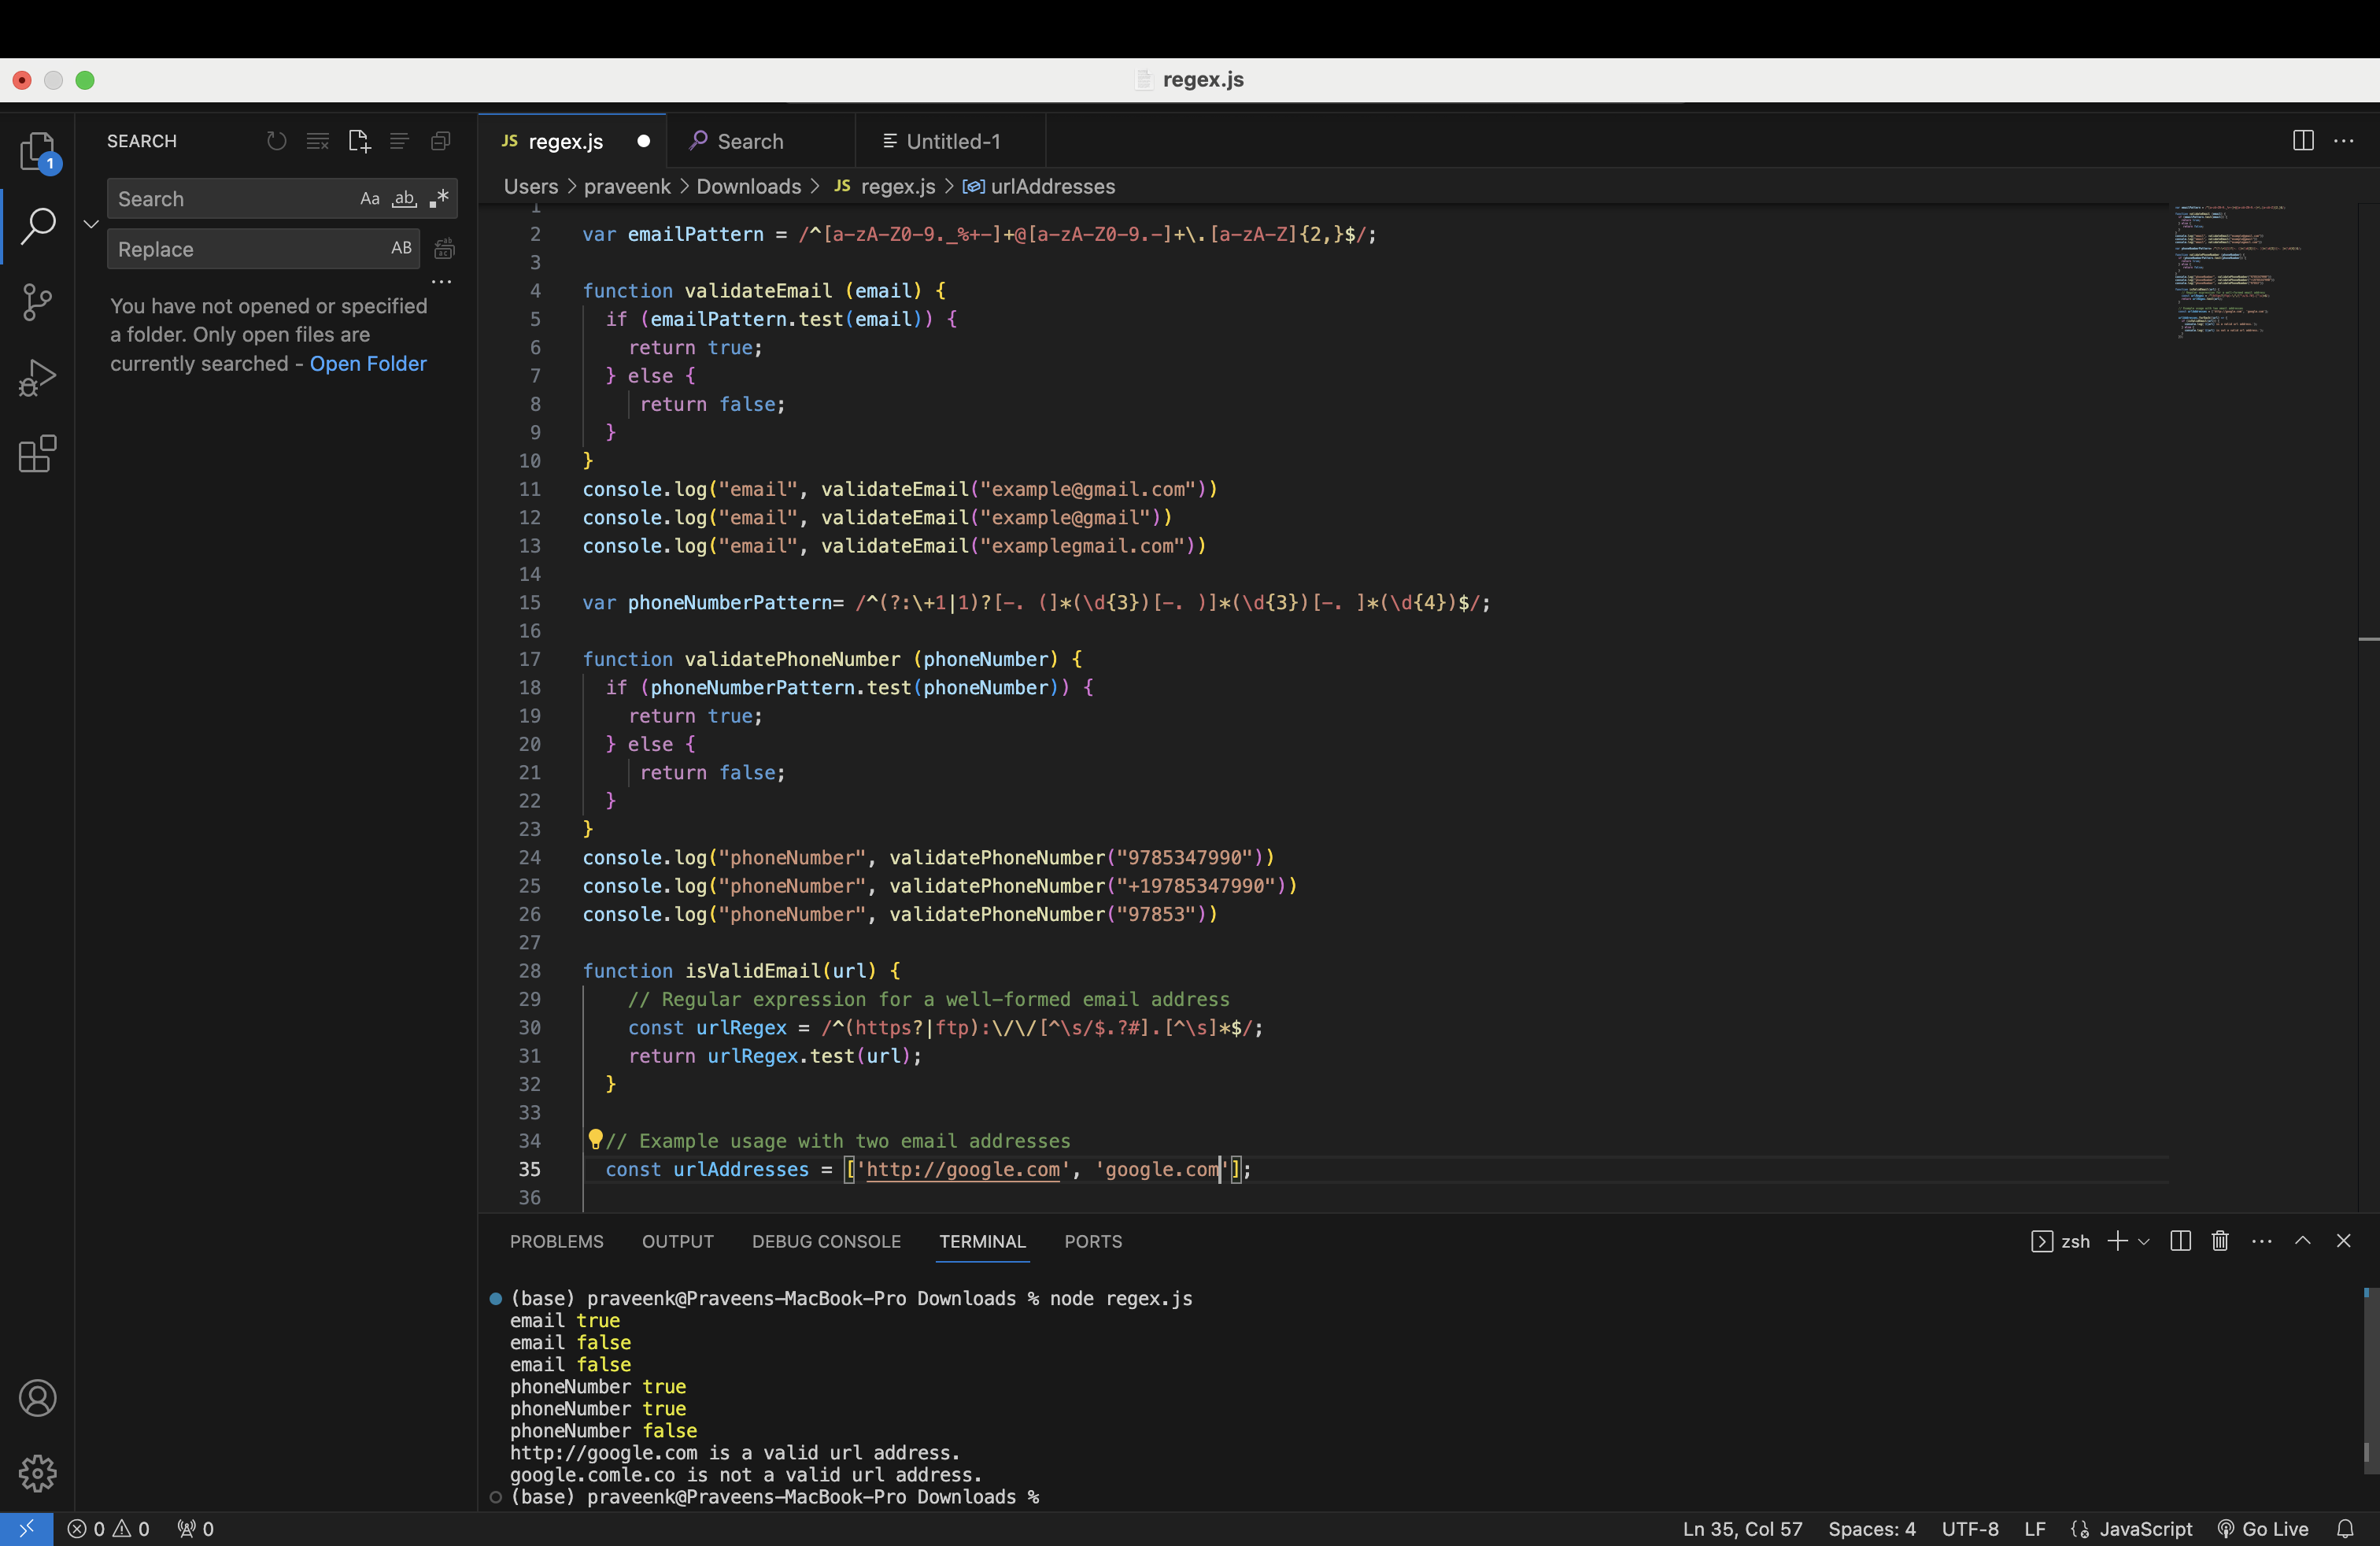 regex.js
SEARCH
JS regex.js
Search
Untitled-1
1
Search Aa ab .*
Replace AB
You have not opened or specified
a folder. Only open files are
currently searched - Open Folder
Users > praveenk > Downloads > JS regex.js > urlAddresses
1
2 var emailPattern = /^[a-zA-Z0-9._%+-]+@[a-zA-Z0-9.-]+\.[a-zA-Z]{2,}$/;
3
4 function validateEmail (email) {
5 if (emailPattern.test(email)) {
6 return true;
7 } else {
8 return false;
9 }
10 }
11 console.log("email", validateEmail("example@gmail.com"))
12 console.log("email", validateEmail("example@gmail"))
13 console.log("email", validateEmail("examplegmail.com"))
14
15 var phoneNumberPattern= /^(?:\+1|1)?[-. (]*(\d{3})[-. )]*(\d{3})[-. ]*(\d{4})$/;
16
17 function validatePhoneNumber (phoneNumber) {
18 if (phoneNumberPattern.test(phoneNumber)) {
19 return true;
20 } else {
21 return false;
22 }
23 }
24 console.log("phoneNumber", validatePhoneNumber("9785347990"))
25 console.log("phoneNumber", validatePhoneNumber("+19785347990"))
26 console.log("phoneNumber", validatePhoneNumber("97853"))
27
28 function isValidEmail(url) {
29 // Regular expression for a well-formed email address
30 const urlRegex = /^(https?|ftp):\/\/[^\s/$.?#].[^\s]*$/;
31 return urlRegex.test(url);
32 }
33
34 // Example usage with two email addresses
35 const urlAddresses = ['http://google.com', 'google.com'];
36
PROBLEMS OUTPUT DEBUG CONSOLE TERMINAL PORTS
zsh
(base) praveenk@Praveens-MacBook-Pro Downloads % node regex.js
email true
email false
email false
phoneNumber true
phoneNumber true
phoneNumber false
http://google.com is a valid url address.
google.comle.co is not a valid url address.
(base) praveenk@Praveens-MacBook-Pro Downloads %
0 0 0
Ln 35, Col 57 Spaces: 4 UTF-8 LF JavaScript Go Live